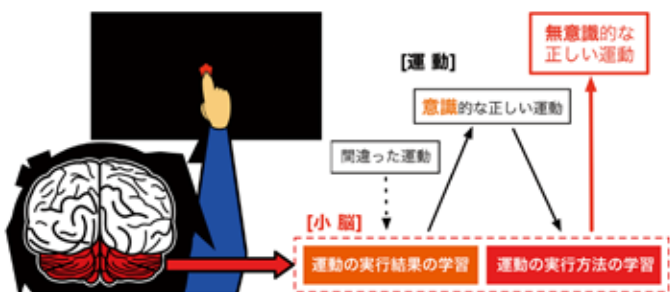 無意識的な
正しい運動
[運 動]
意識的な正しい運動
間違った運動
[小 脳]
運動の実行結果の学習
運動の実行方法の学習